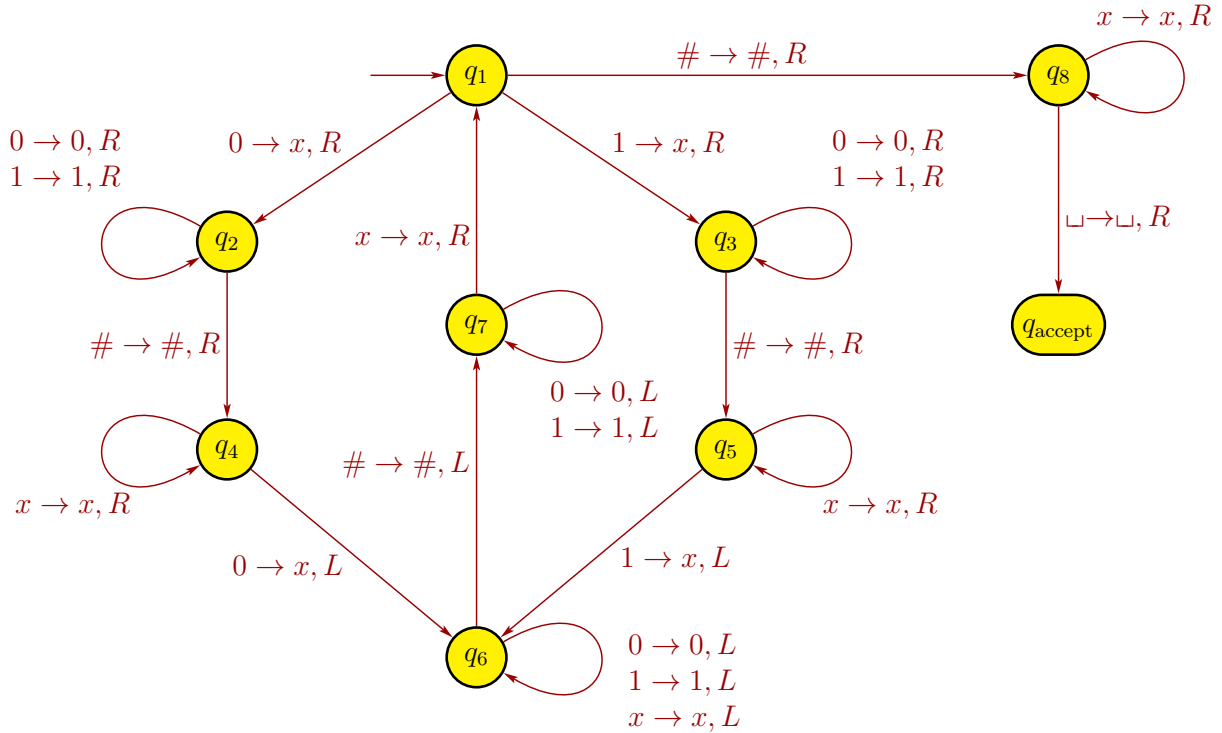 x → x, R
# → #, R
q₁
q₈
0 → 0, R
1 → 1, R
0 → x, R
1 → x, R
0 → 0, R
1 → 1, R
␣→␣, R
q₂
x → x, R
q₃
q₇
q_accept
# → #, R
# → #, R
0 → 0, L
1 → 1, L
q₄
# → #, L
q₅
x → x, R
x → x, R
0 → x, L
1 → x, L
q₆
0 → 0, L
1 → 1, L
x → x, L